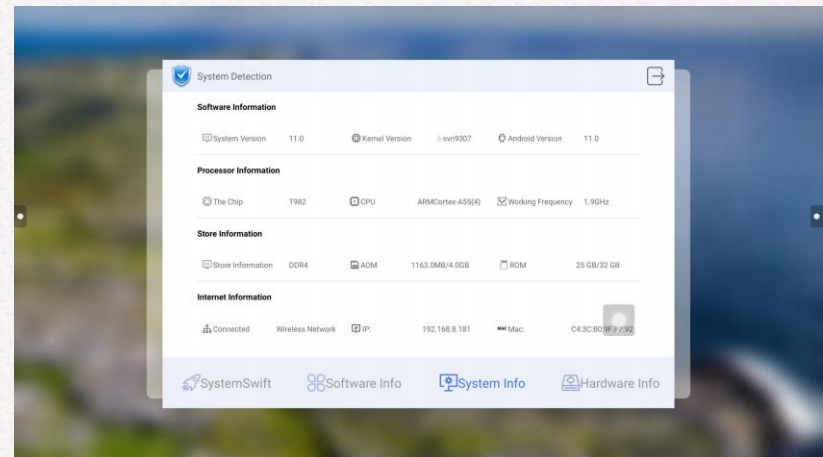 System Detection
Software Information
System Version 11.0 Kernel Version svn9307 Android Version 11.0
Processor Information
The Chip T982 CPU ARMCortex-A55(4) Working Frequency 1.9GHz
Store Information
Store Information DDR4 AOM 1163.0MB/4.0GB ROM 25 GB/32 GB
Internet Information
Connected Wireless Network IP: 192.168.8.181 Mac:
SystemSwift Software Info System Info Hardware Info